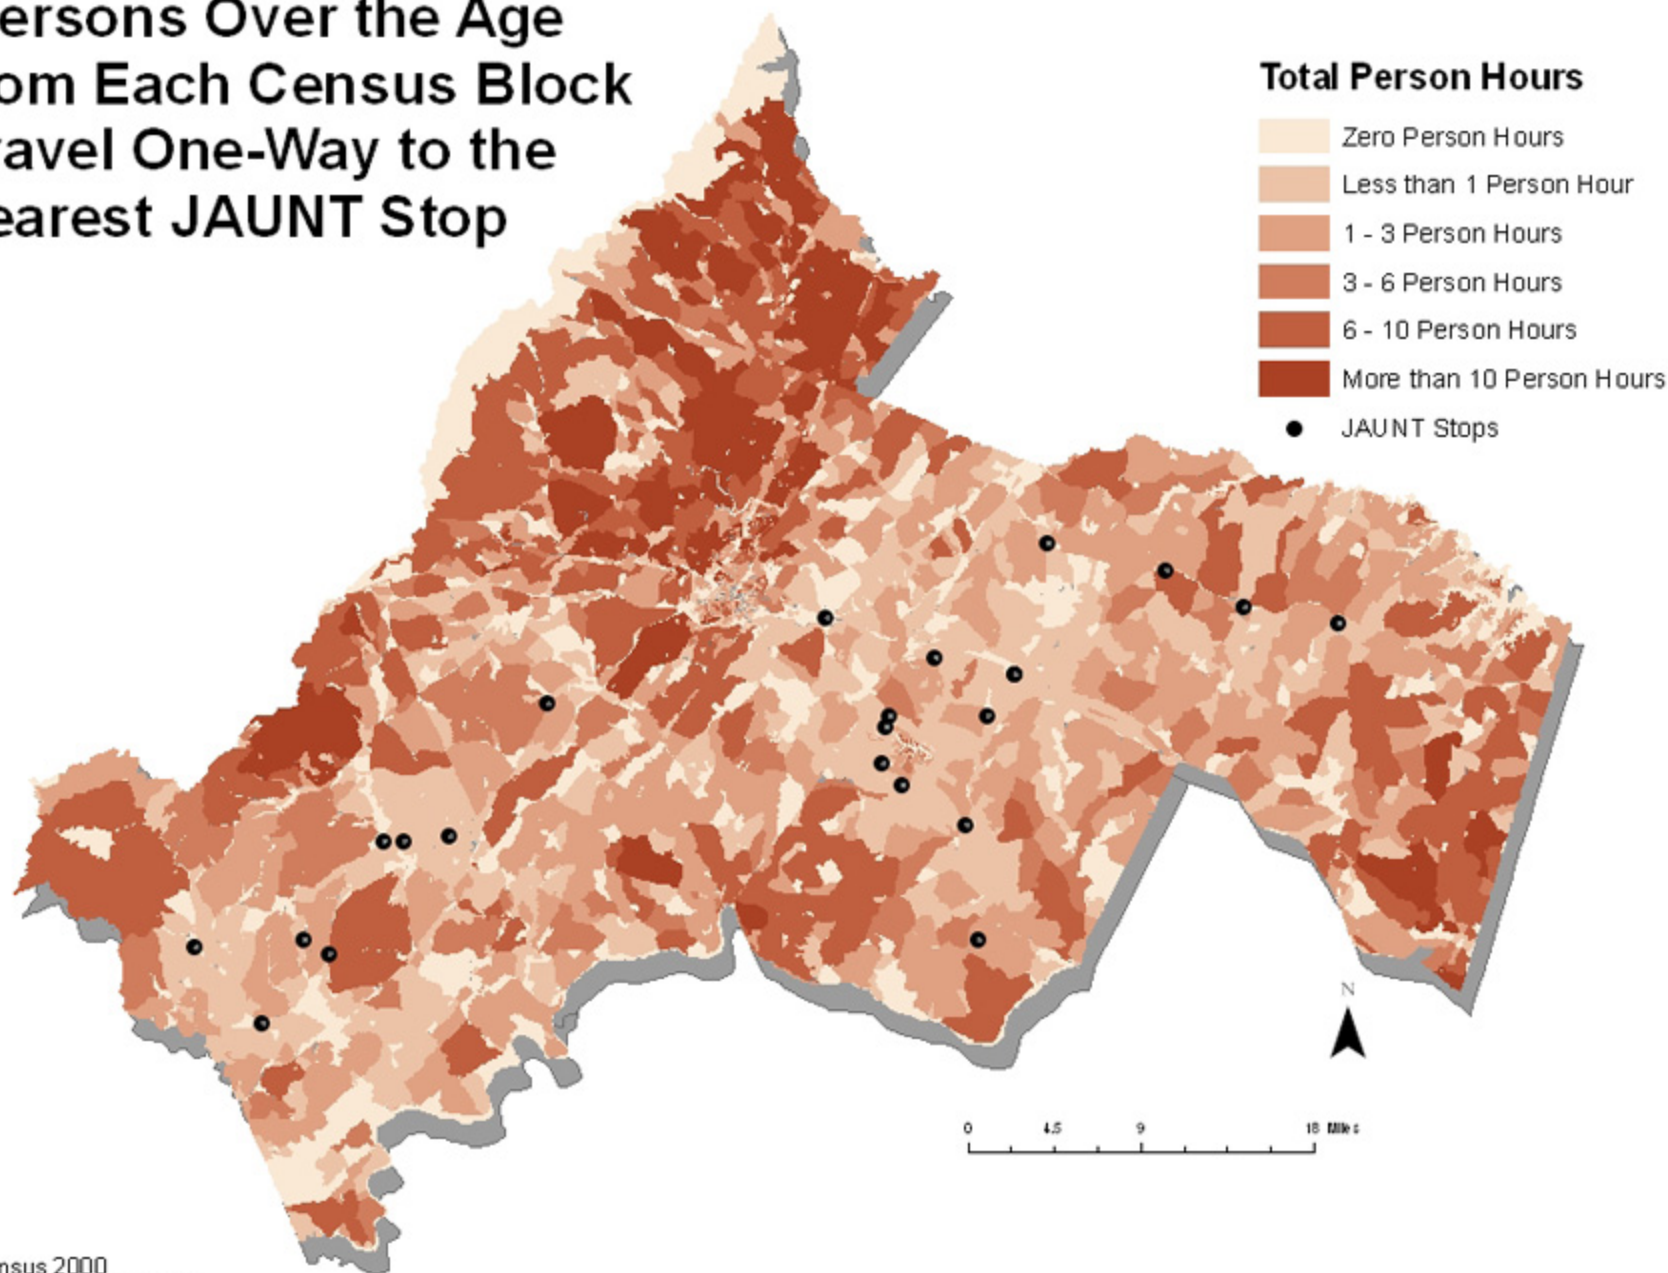 ersons Over the Age
om Each Census Block
ravel One-Way to the
earest JAUNT Stop
Total Person Hours
Zero Person Hours
Less than 1 Person Hour
1 - 3 Person Hours
3 - 6 Person Hours
6 - 10 Person Hours
More than 10 Person Hours
JAUNT Stops
N
0 4.5 9 18 Miles
nsus 2000